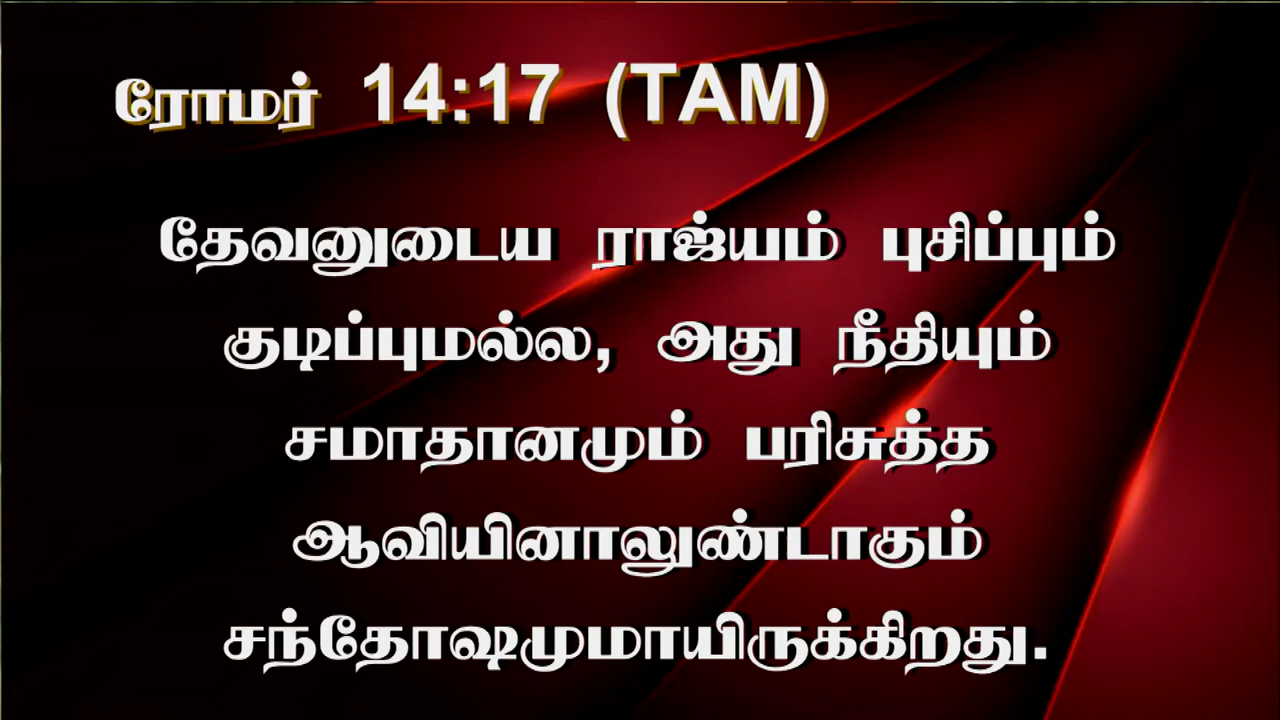 ரோமர் 14:17 (TAM)
தேவனுடைய ராஜ்யம் புசிப்பும்
குடிப்புமல்ல, அது நீதியும்
சமாதானமும் பரிசுத்த
ஆவியினாலுண்டாகும்
சந்தோஷமுமாயிருக்கிறது.